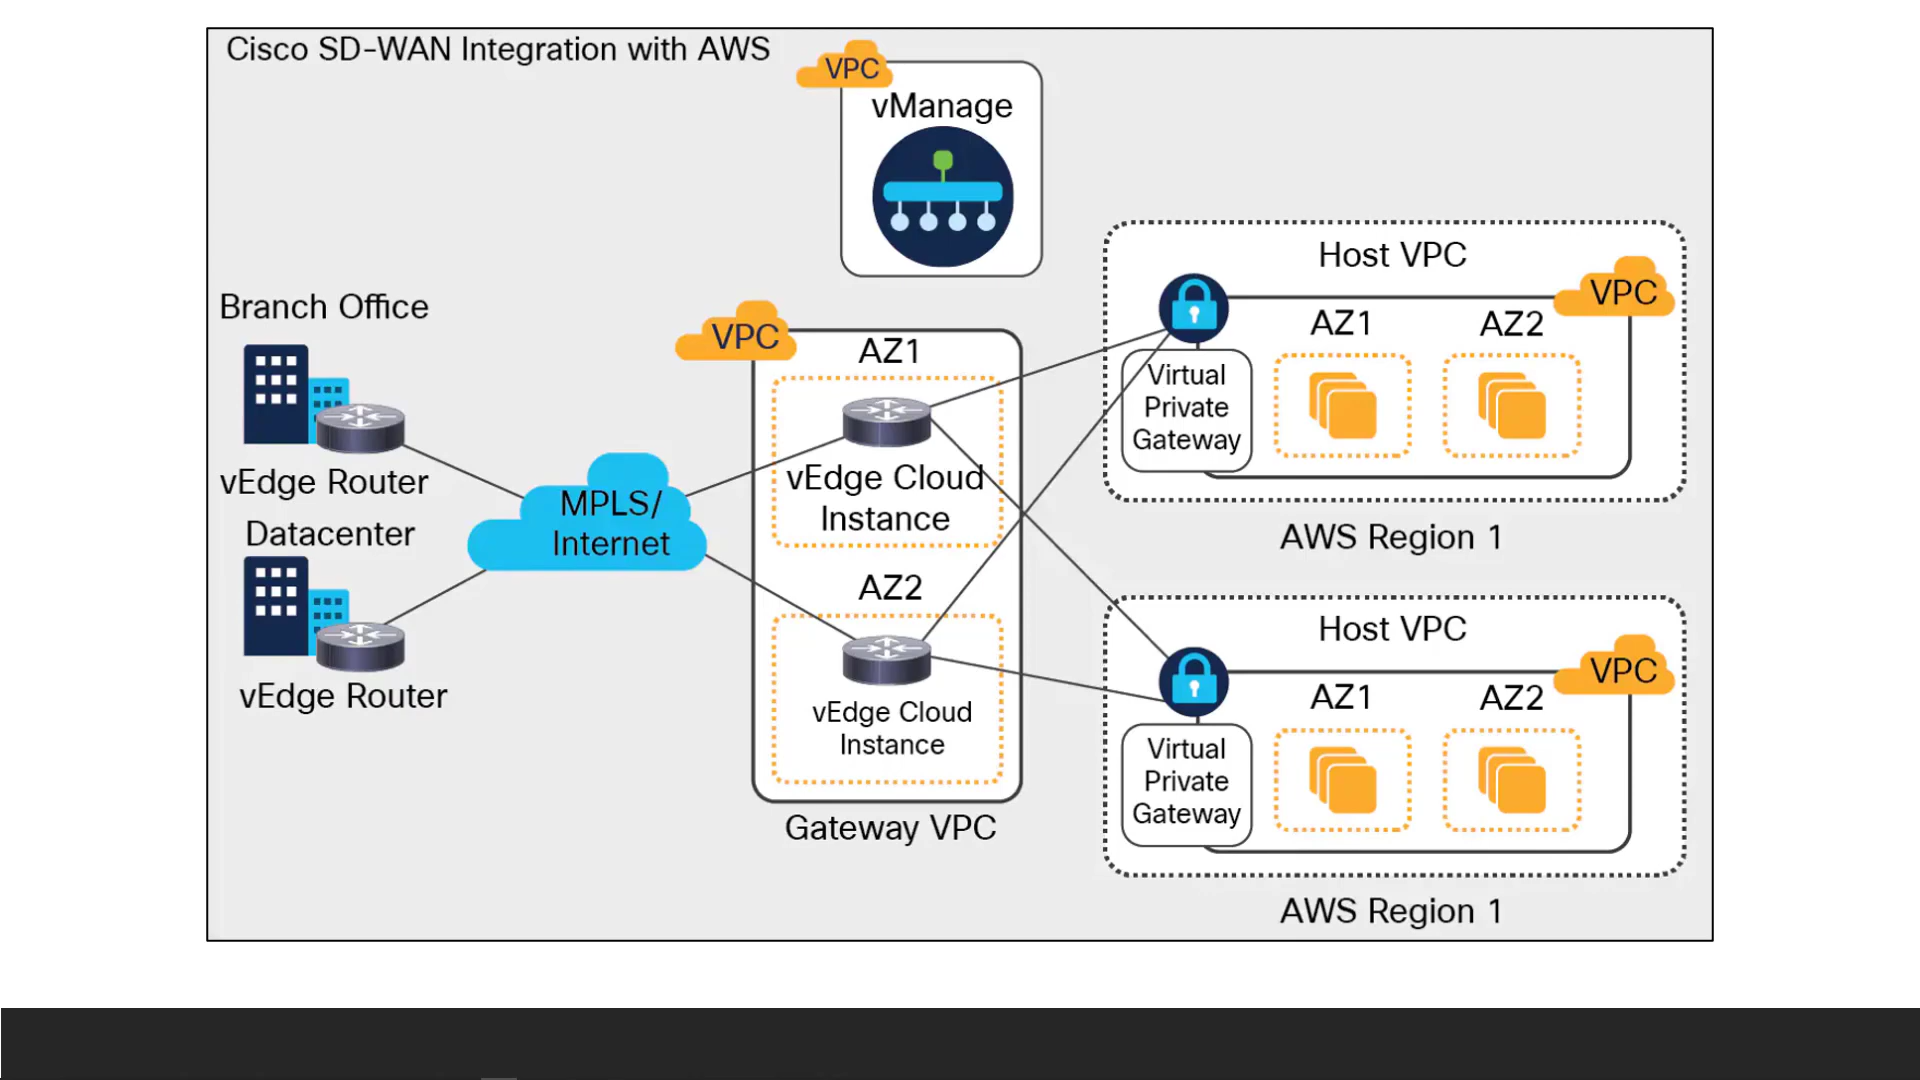 Cisco SD-WAN Integration with AWS
VPC
vManage
Branch Office
vEdge Router
Datacenter
vEdge Router
MPLS/
Internet
VPC
AZ1
vEdge Cloud
Instance
AZ2
vEdge Cloud
Instance
Gateway VPC
Host VPC
VPC
AZ1
AZ2
Virtual
Private
Gateway
AWS Region 1
Host VPC
VPC
AZ1
AZ2
Virtual
Private
Gateway
AWS Region 1